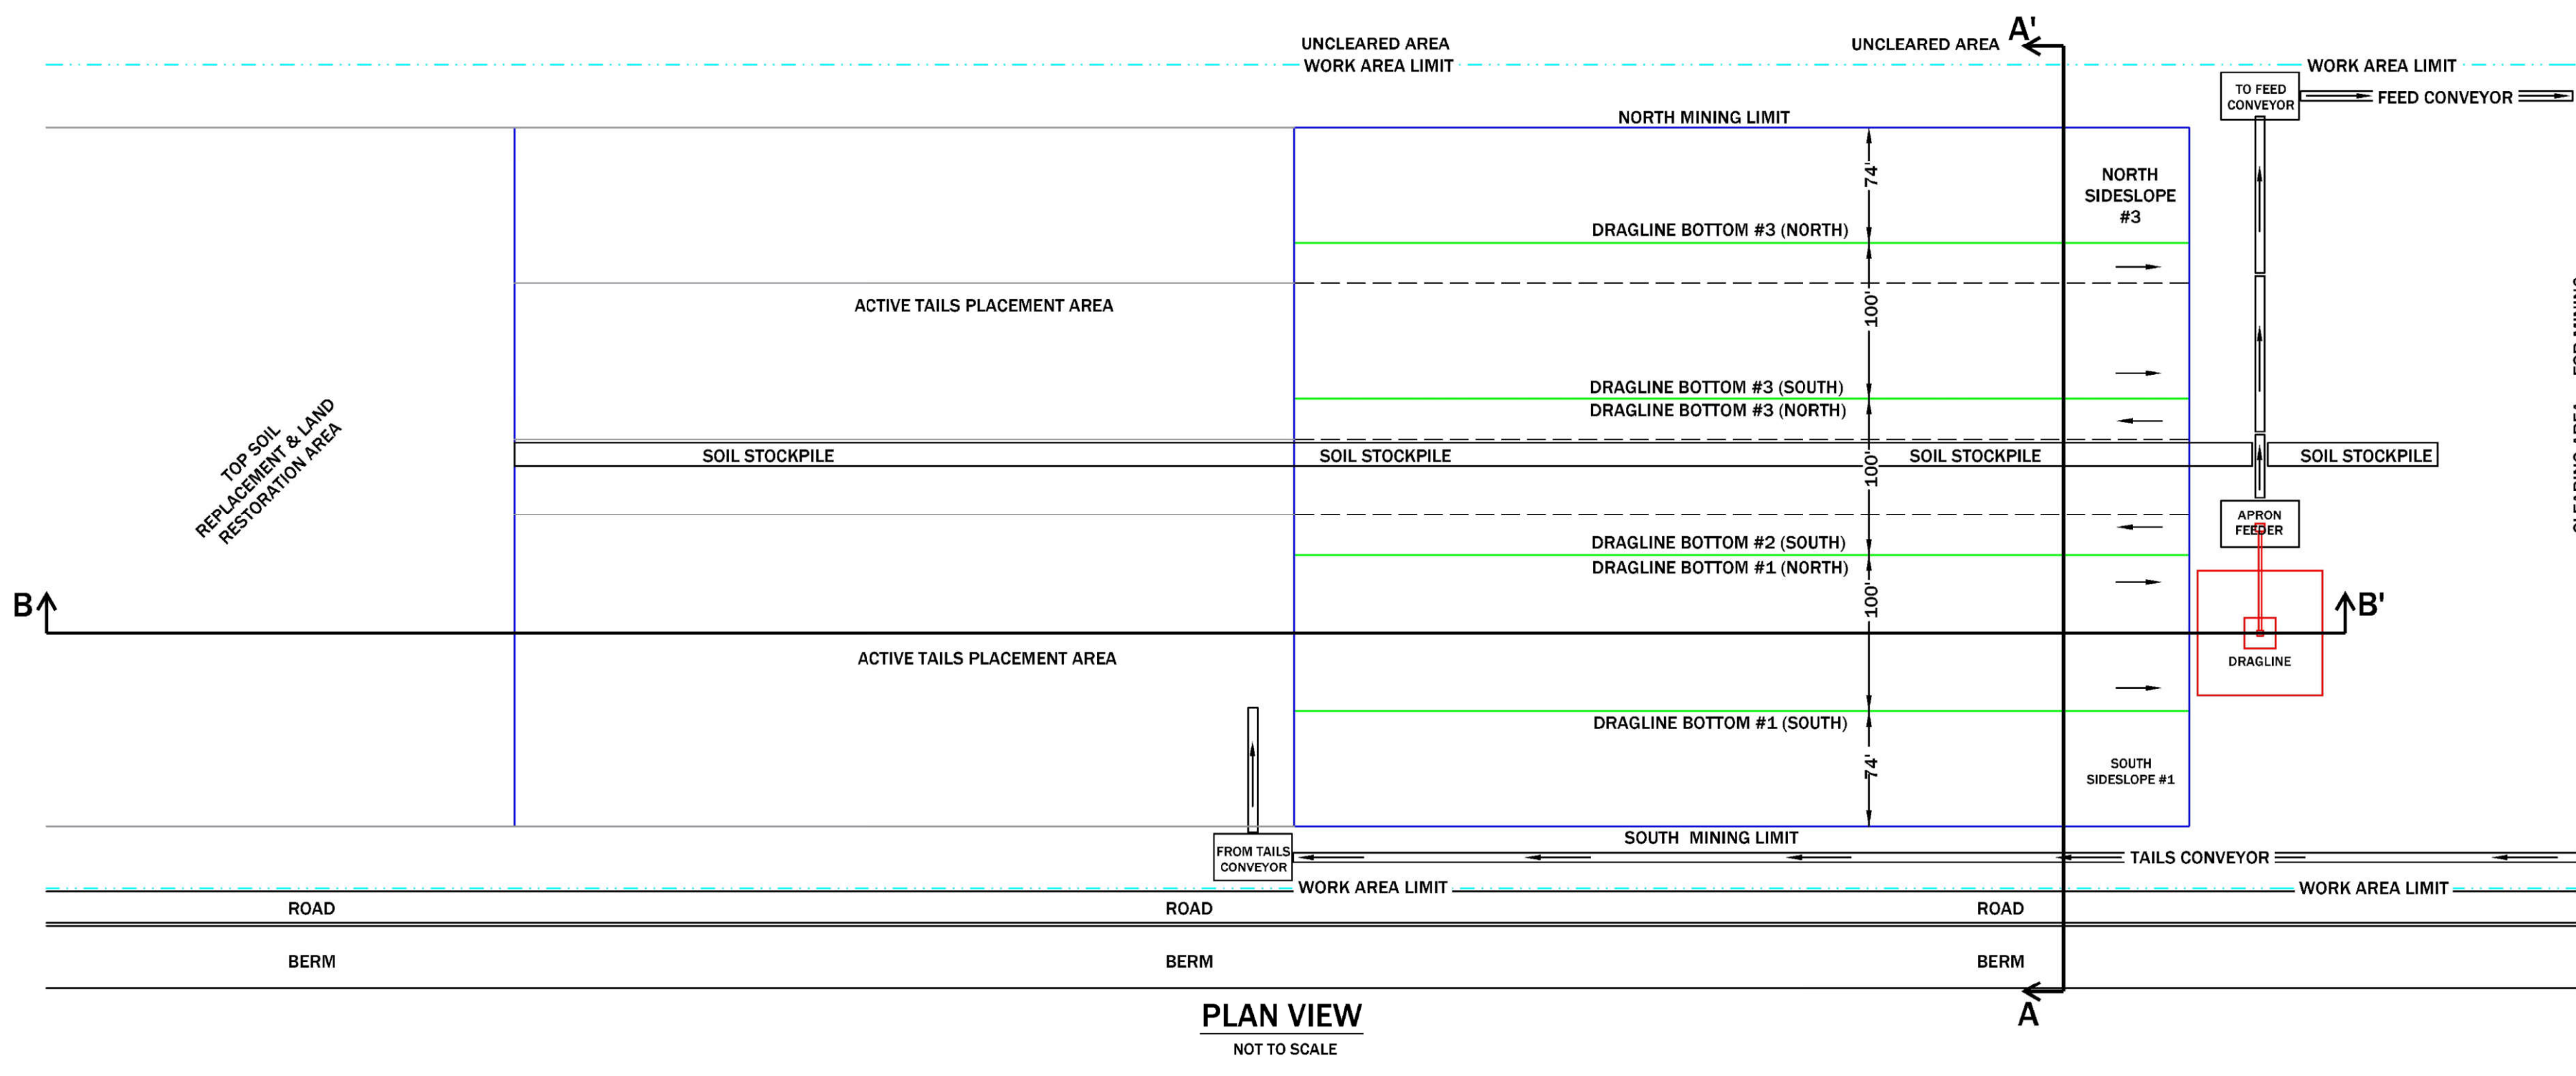 A'
UNCLEARED AREA
UNCLEARED AREA
WORK AREA LIMIT
WORK AREA LIMIT
TO FEED
CONVEYOR
FEED CONVEYOR
NORTH MINING LIMIT
74'
NORTH
SIDESLOPE
#3
DRAGLINE BOTTOM #3 (NORTH)
ACTIVE TAILS PLACEMENT AREA
100'
DRAGLINE BOTTOM #3 (SOUTH)
DRAGLINE BOTTOM #3 (NORTH)
TOP SOIL
REPLACEMENT & LAND
RESTORATION AREA
SOIL STOCKPILE
SOIL STOCKPILE
100'
SOIL STOCKPILE
SOIL STOCKPILE
APRON
FEEDER
DRAGLINE BOTTOM #2 (SOUTH)
DRAGLINE BOTTOM #1 (NORTH)
100'
B
B'
ACTIVE TAILS PLACEMENT AREA
DRAGLINE
DRAGLINE BOTTOM #1 (SOUTH)
74'
SOUTH
SIDESLOPE #1
SOUTH MINING LIMIT
FROM TAILS
CONVEYOR
TAILS CONVEYOR
WORK AREA LIMIT
WORK AREA LIMIT
ROAD
ROAD
ROAD
BERM
BERM
BERM
A
PLAN VIEW
NOT TO SCALE